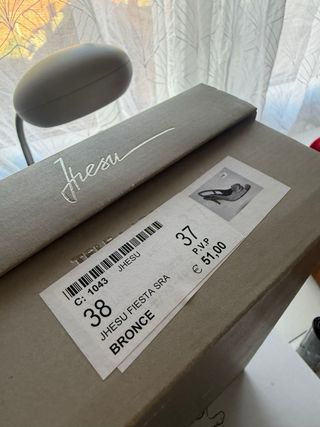 Jhesu
C: 1043 JHESU
38
JHESU FIESTA SRA
BRONCE
37
P.V.P
€ 51,00